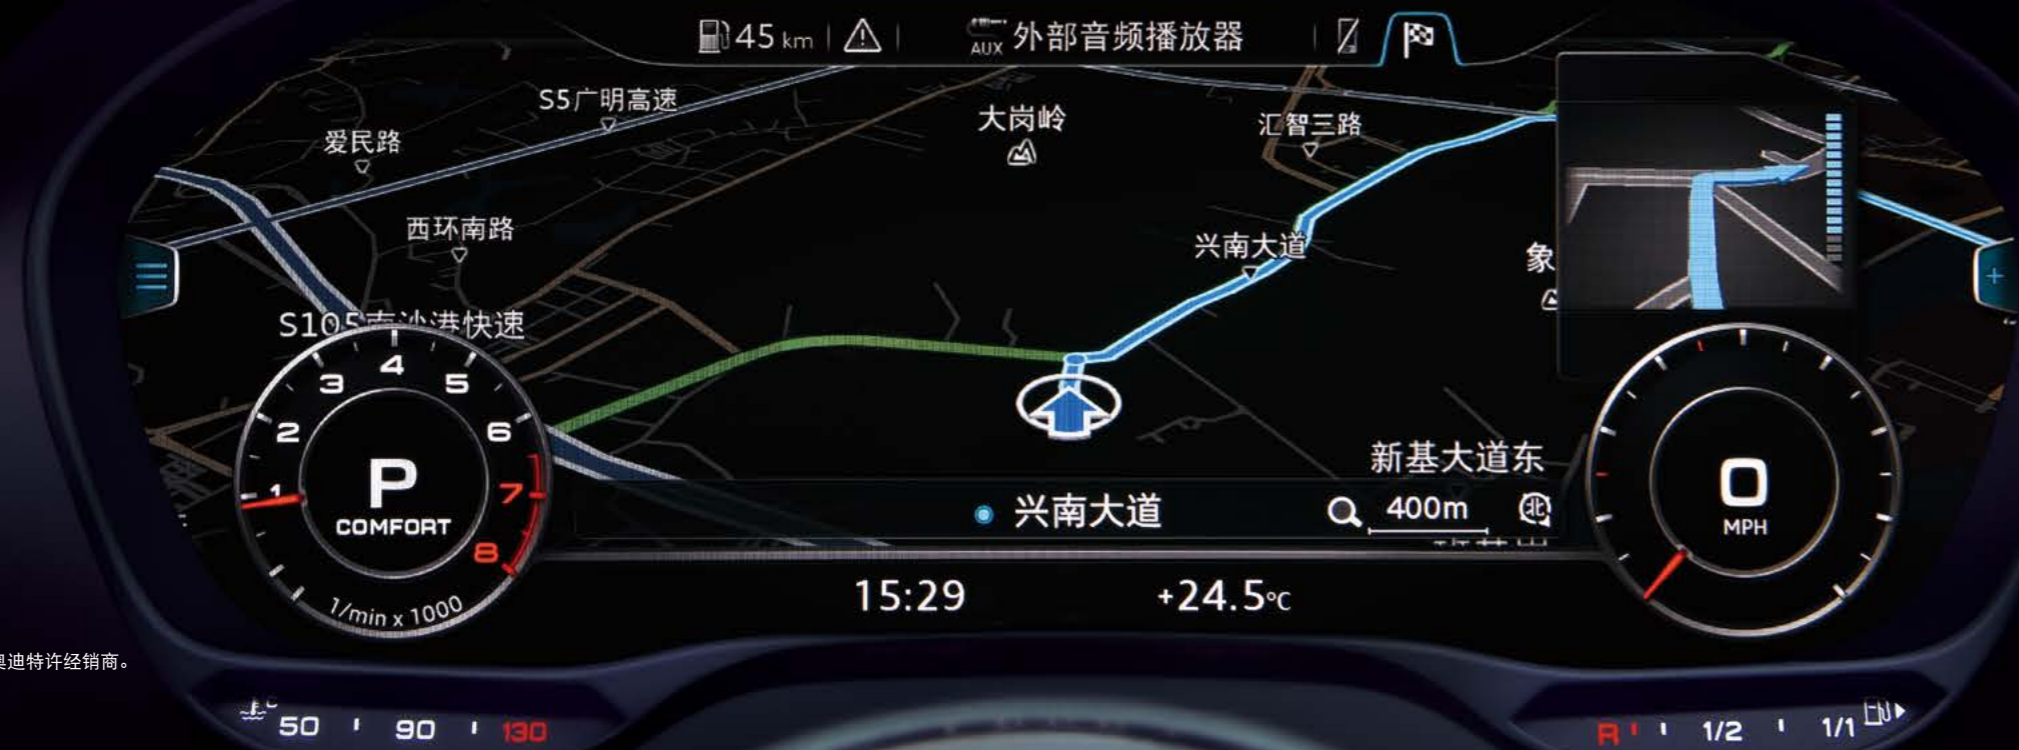 45 km
AUX 外部音频播放器
S5广明高速
大岗岭
汇智三路
爱民路
西环南路
兴南大道
象
S105南沙港快速
新基大道东
兴南大道
400m
北
1
2
3
4
5
6
7
8
P
COMFORT
1/min x 1000
0
MPH
15:29
+24.5°C
奥迪特许经销商。
°C 50 90 130
R 1/2 1/1